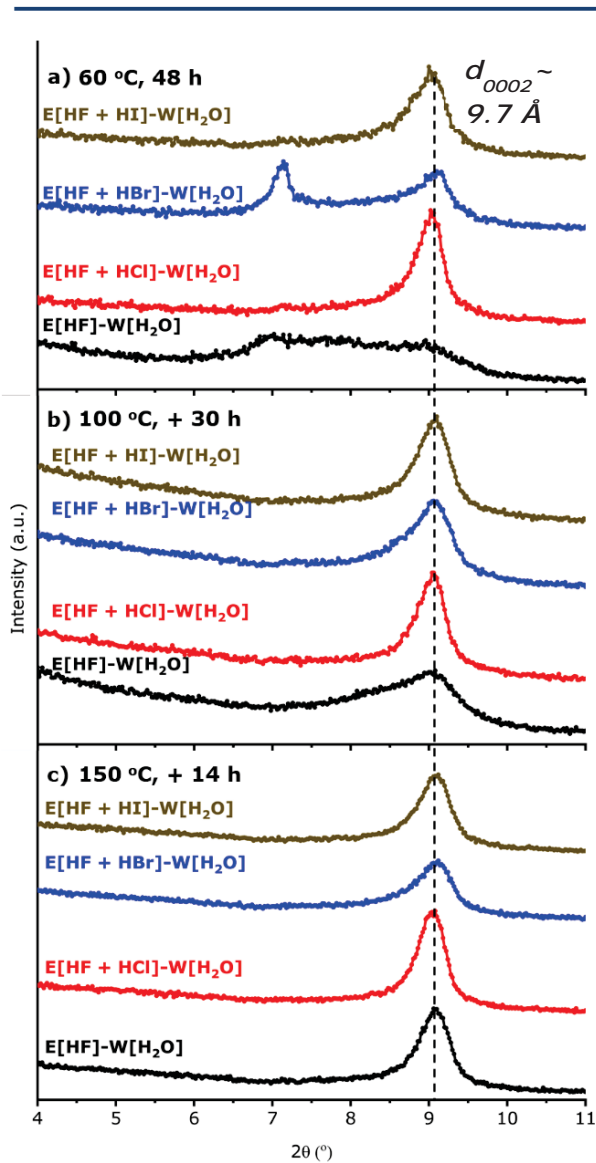 a) 60 °C, 48 h
d₀₀₀₂ ~
9.7 Å
E[HF + HI]-W[H₂O]
E[HF + HBr]-W[H₂O]
E[HF + HCl]-W[H₂O]
E[HF]-W[H₂O]
b) 100 °C, + 30 h
E[HF + HI]-W[H₂O]
E[HF + HBr]-W[H₂O]
E[HF + HCl]-W[H₂O]
E[HF]-W[H₂O]
c) 150 °C, + 14 h
E[HF + HI]-W[H₂O]
E[HF + HBr]-W[H₂O]
E[HF + HCl]-W[H₂O]
E[HF]-W[H₂O]
Intensity (a.u.)
4 5 6 7 8 9 10 11
2θ (°)